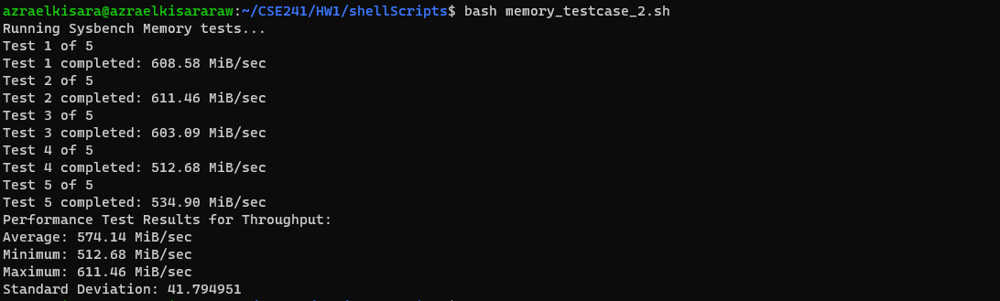 azraelkisara@azraelkisararaw:~/CSE241/HW1/shellScripts$ bash memory_testcase_2.sh
Running Sysbench Memory tests...
Test 1 of 5
Test 1 completed: 608.58 MiB/sec
Test 2 of 5
Test 2 completed: 611.46 MiB/sec
Test 3 of 5
Test 3 completed: 603.09 MiB/sec
Test 4 of 5
Test 4 completed: 512.68 MiB/sec
Test 5 of 5
Test 5 completed: 534.90 MiB/sec
Performance Test Results for Throughput:
Average: 574.14 MiB/sec
Minimum: 512.68 MiB/sec
Maximum: 611.46 MiB/sec
Standard Deviation: 41.794951